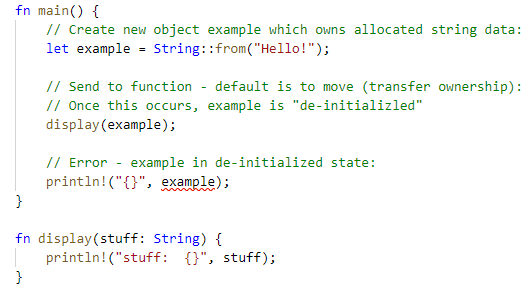 fn main() {
    // Create new object example which owns allocated string data:
    let example = String::from("Hello!");

    // Send to function - default is to move (transfer ownership):
    // Once this occurs, example is "de-initializled"
    display(example);

    // Error - example in de-initialized state:
    println!("{}", example);
}

fn display(stuff: String) {
    println!("stuff:  {}", stuff);
}